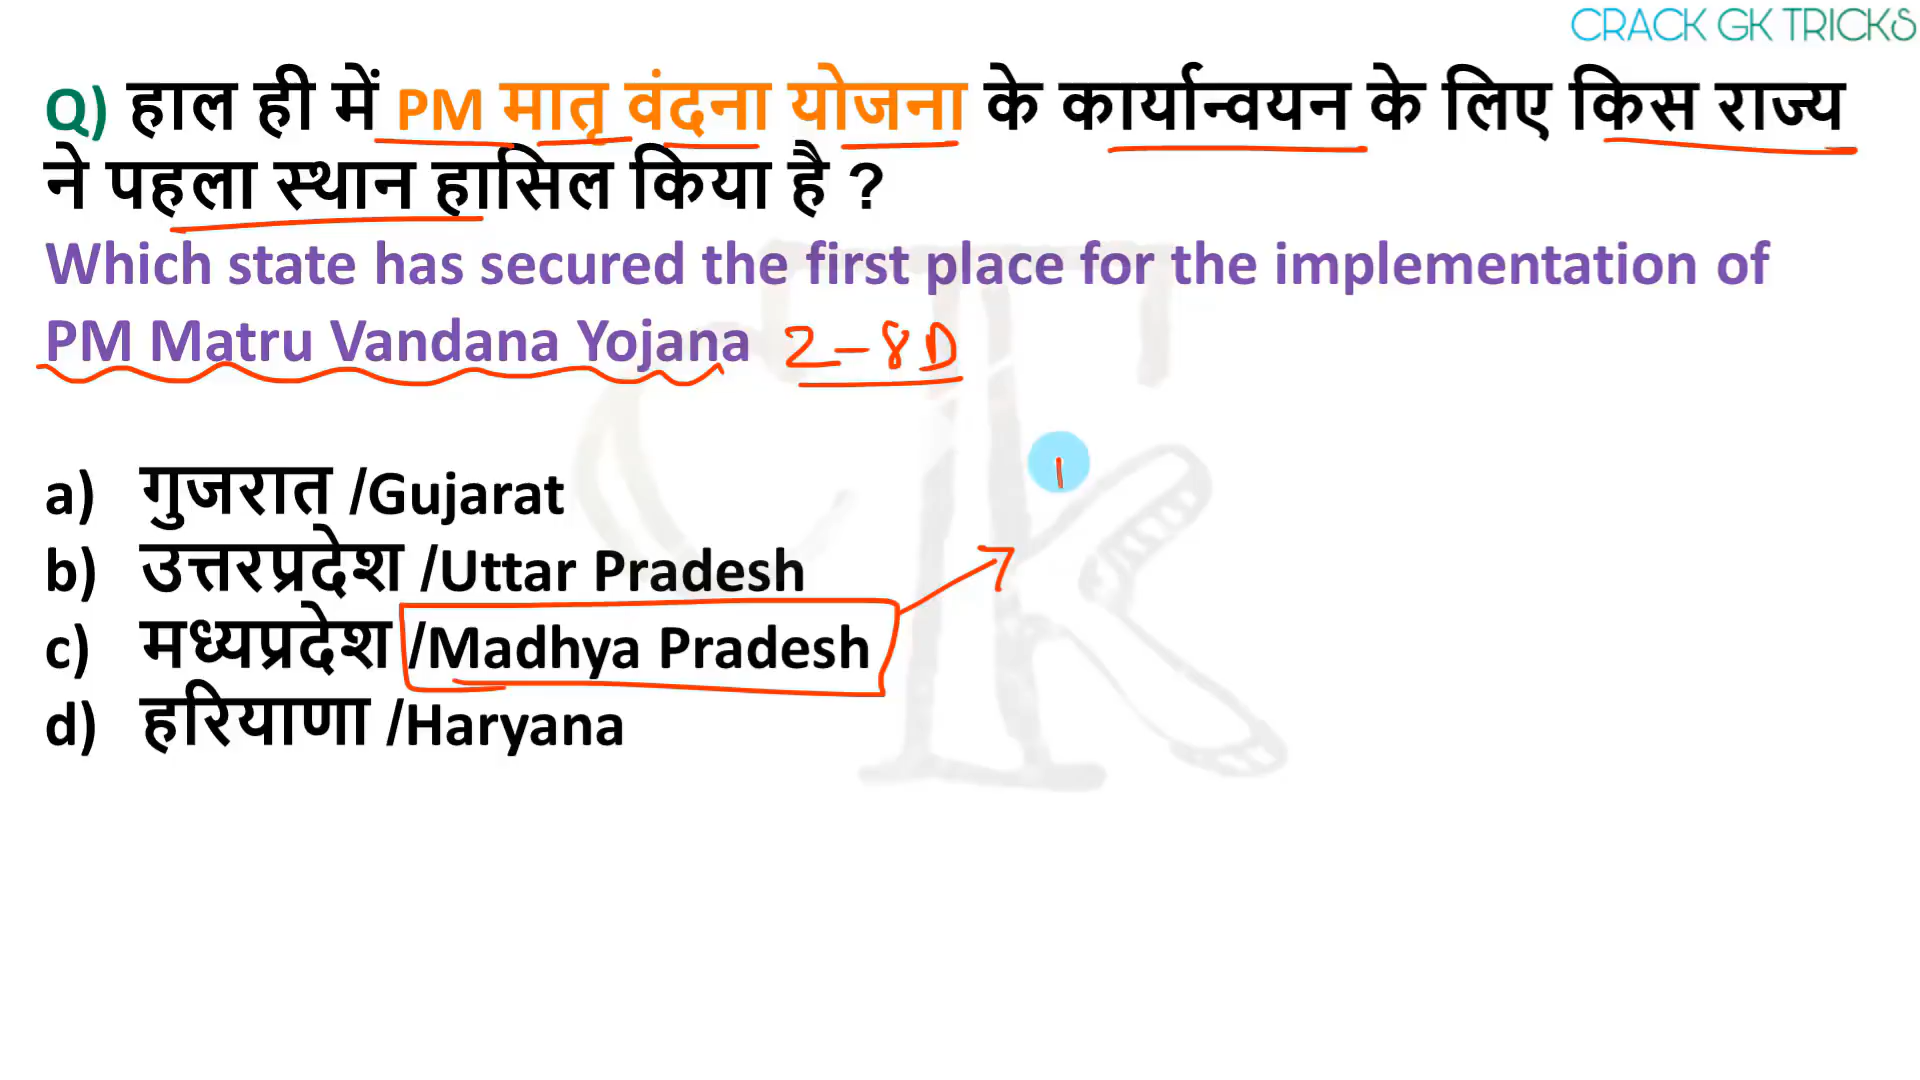 CRACK GK TRICKS
Q) हाल ही में PM मातृ वंदना योजना के कार्यान्वयन के लिए किस राज्य
ने पहला स्थान हासिल किया है ?
Which state has secured the first place for the implementation of
PM Matru Vandana Yojana 2-8D
a) गुजरात /Gujarat
b) उत्तरप्रदेश /Uttar Pradesh
c) मध्यप्रदेश /Madhya Pradesh
d) हरियाणा /Haryana